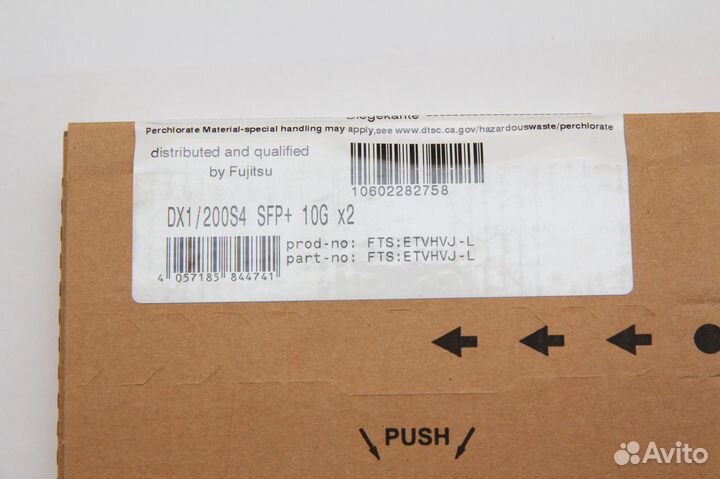 Biegekante
Perchlorate Material-special handling may apply,see www.dtsc.ca.gov/hazardouswaste/perchlorate
distributed and qualified
by Fujitsu
10602282758
DX1/200S4 SFP+ 10G x2
prod-no: FTS:ETVHVJ-L
part-no: FTS:ETVHVJ-L
4 057185 844741
PUSH
Avito